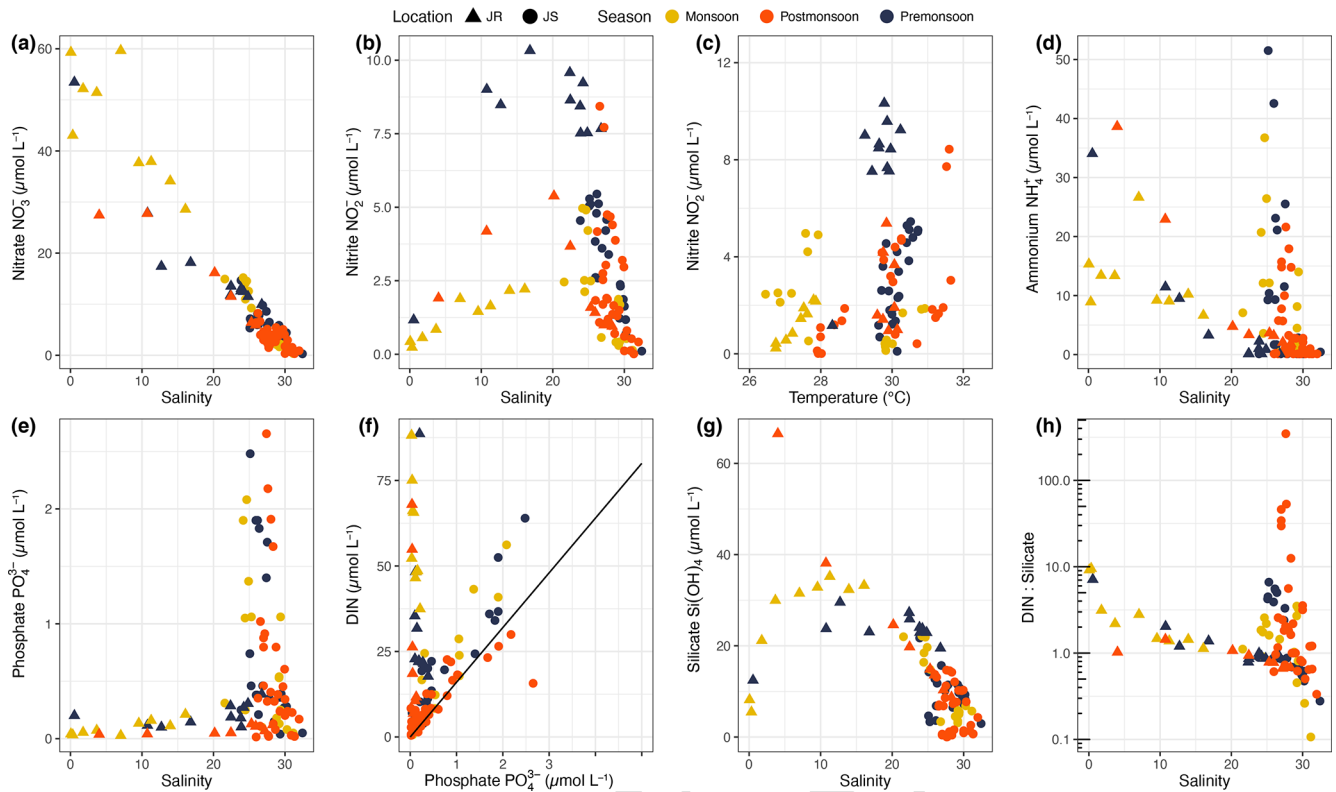 Location JR JS Season Monsoon Postmonsoon Premonsoon
(a) (b) (c) (d)
Nitrate NO₃⁻ (µmol L⁻¹)
60
40
20
0
0 10 20 30
Salinity
Nitrite NO₂⁻ (µmol L⁻¹)
10.0
7.5
5.0
2.5
0.0
0 10 20 30
Salinity
Nitrite NO₂⁻ (µmol L⁻¹)
12
8
4
0
26 28 30 32
Temperature (°C)
Ammonium NH₄⁺ (µmol L⁻¹)
50
40
30
20
10
0
0 10 20 30
Salinity
(e) (f) (g) (h)
Phosphate PO₄³⁻ (µmol L⁻¹)
2
1
0
0 10 20 30
Salinity
DIN (µmol L⁻¹)
75
50
25
0
0 1 2 3
Phosphate PO₄³⁻ (µmol L⁻¹)
Silicate Si(OH)₄ (µmol L⁻¹)
60
40
20
0
0 10 20 30
Salinity
DIN : Silicate
100.0
10.0
1.0
0.1
0 10 20 30
Salinity